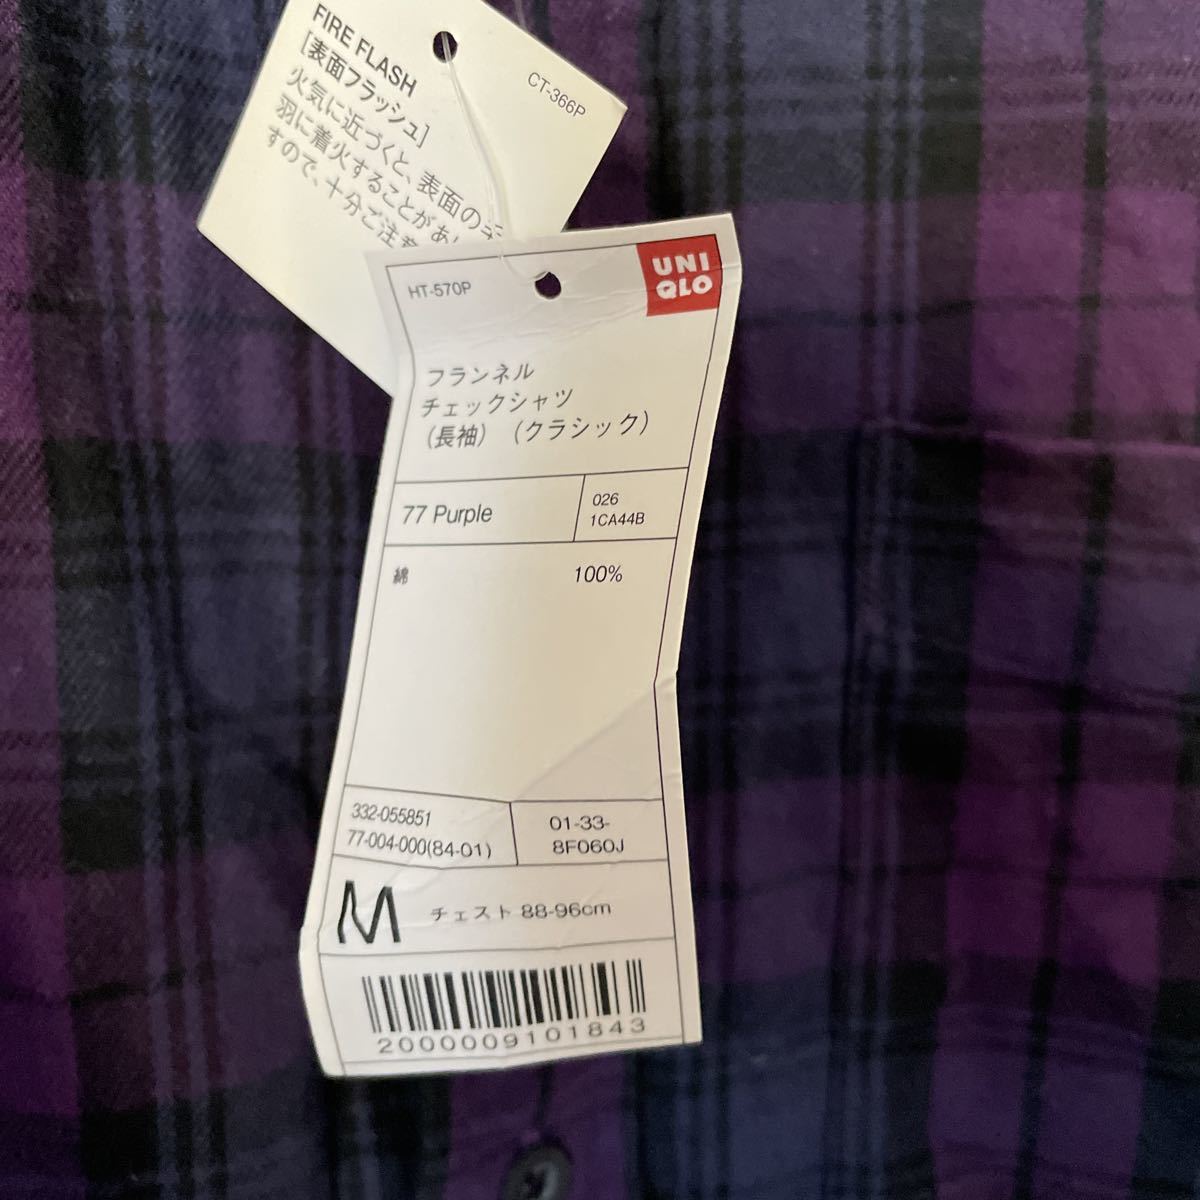 FIRE FLASH
CT-366P
[表面フラッシュ]
火気に近づくと、表面の毛
羽に着火することがあ
すので、十分ご注意
HT-570P
UNI
QLO
フランネル
チェックシャツ
(長袖) (クラシック)
77 Purple
026
1CA44B
綿 100%
332-055851
77-004-000(84-01)
01-33-
8F060J
M チェスト 88-96cm
2000009101843